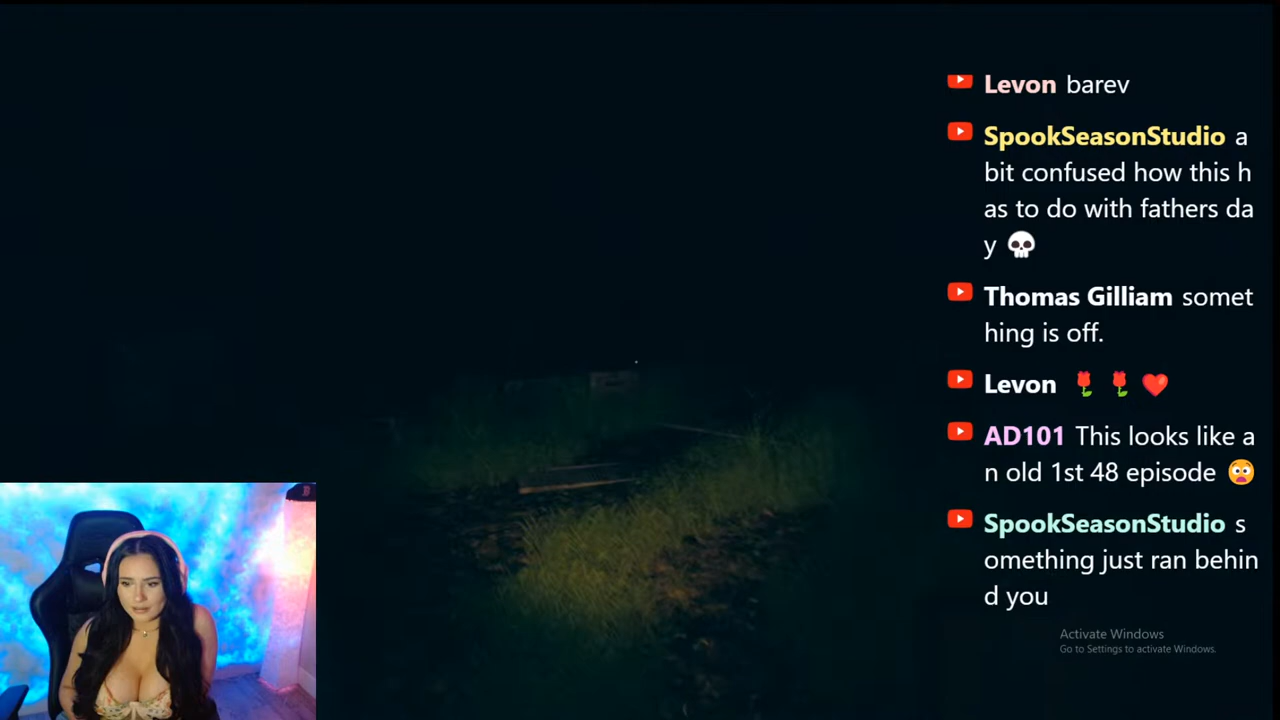 Levon barev
SpookSeasonStudio a
bit confused how this h
as to do with fathers da
y 💀
Thomas Gilliam somet
hing is off.
Levon 🌷 🌷 ❤️
AD101 This looks like a
n old 1st 48 episode 😨
SpookSeasonStudio s
omething just ran behin
d you
Activate Windows
Go to Settings to activate Windows.